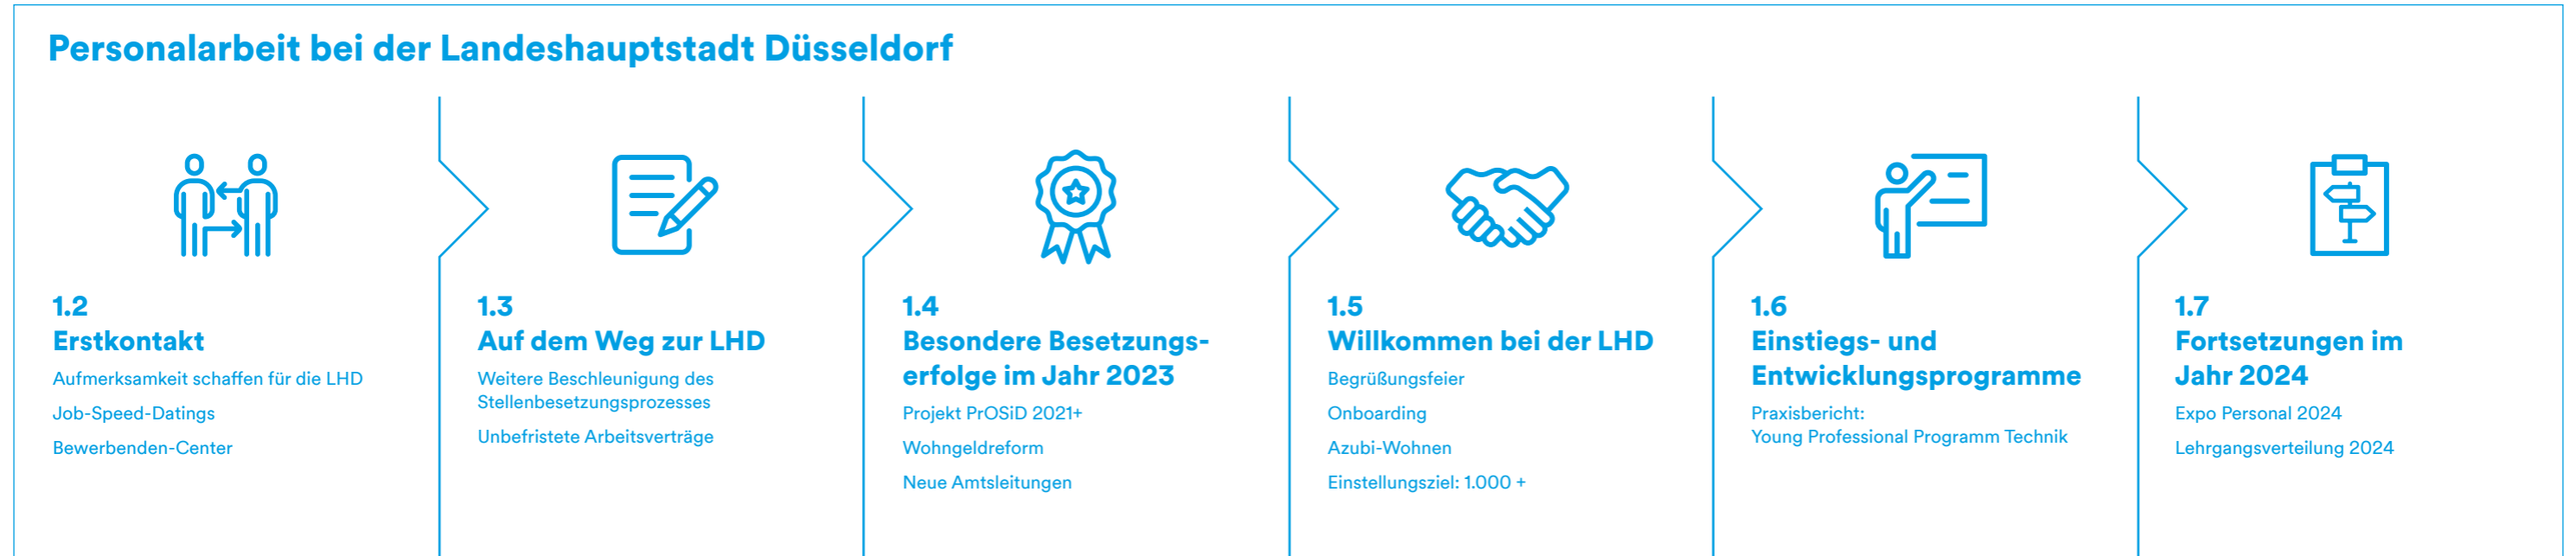 Personalarbeit bei der Landeshauptstadt Düsseldorf
1.2
Erstkontakt
Aufmerksamkeit schaffen für die LHD
Job-Speed-Datings
Bewerbenden-Center
1.3
Auf dem Weg zur LHD
Weitere Beschleunigung des
Stellenbesetzungsprozesses
Unbefristete Arbeitsverträge
1.4
Besondere Besetzungs-
erfolge im Jahr 2023
Projekt PrOSiD 2021+
Wohngeldreform
Neue Amtsleitungen
1.5
Willkommen bei der LHD
Begrüßungsfeier
Onboarding
Azubi-Wohnen
Einstellungsziel: 1.000 +
1.6
Einstiegs- und
Entwicklungsprogramme
Praxisbericht:
Young Professional Programm Technik
1.7
Fortsetzungen im
Jahr 2024
Expo Personal 2024
Lehrgangsverteilung 2024